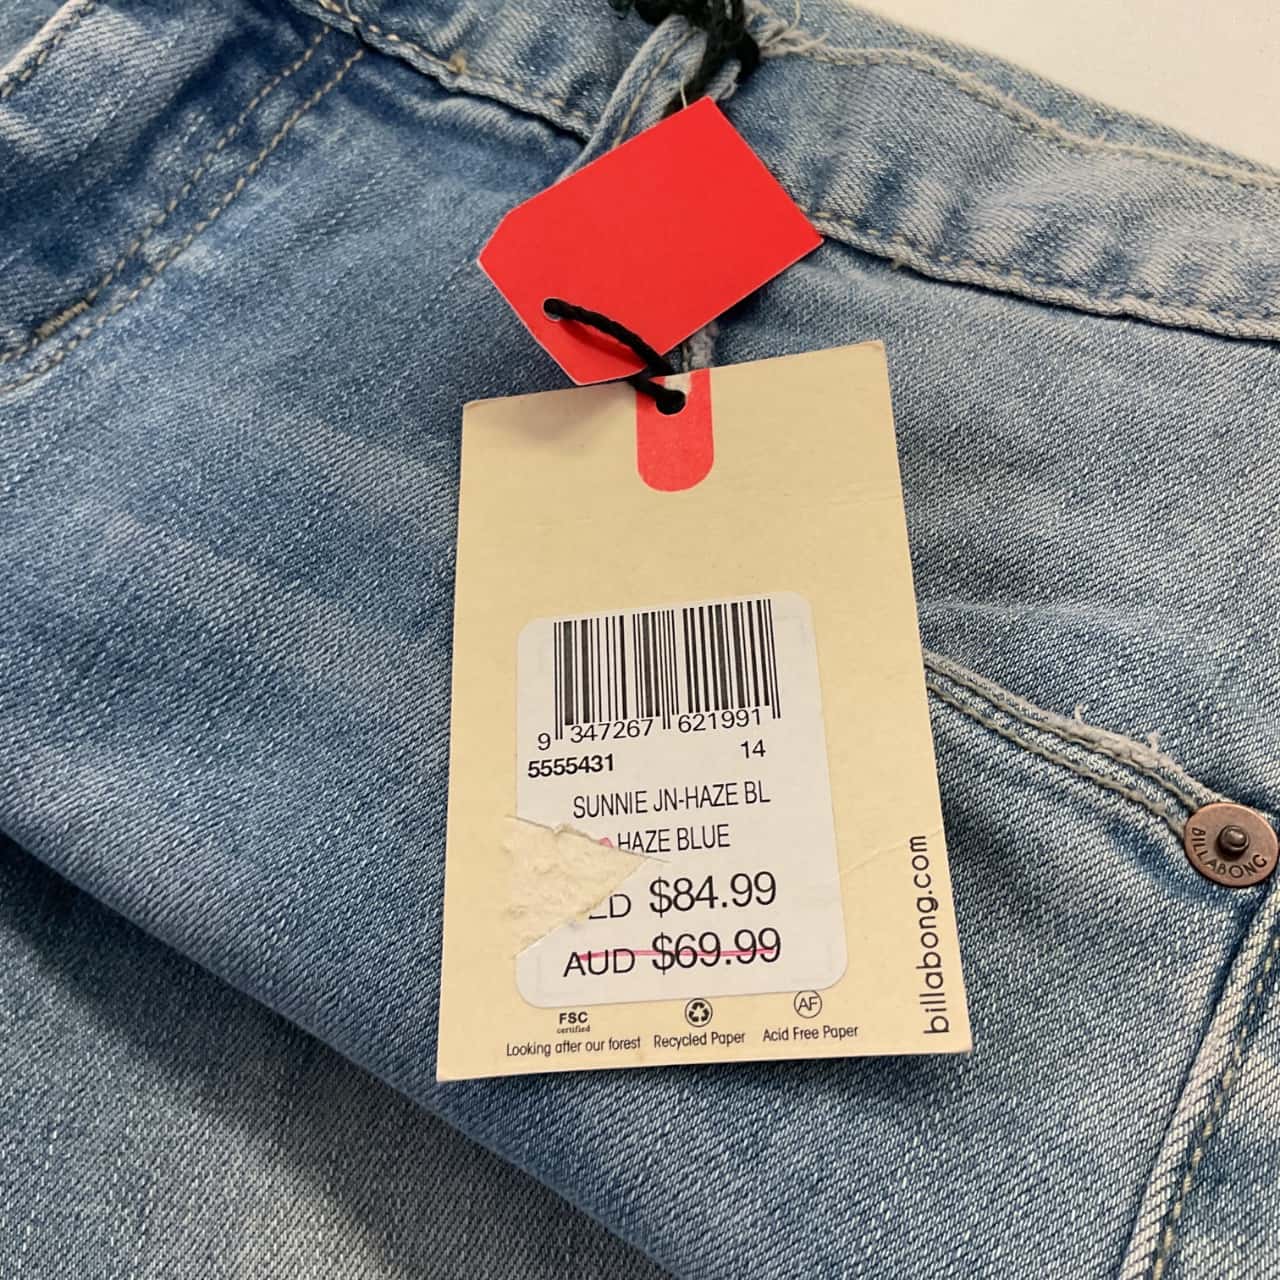 9 347267 621991
5555431 14
SUNNIE JN-HAZE BL
HAZE BLUE
$84.99
AUD $69.99
FSC
certified
Looking after our forest
Recycled Paper
AF
Acid Free Paper
billabong.com
BILLABONG